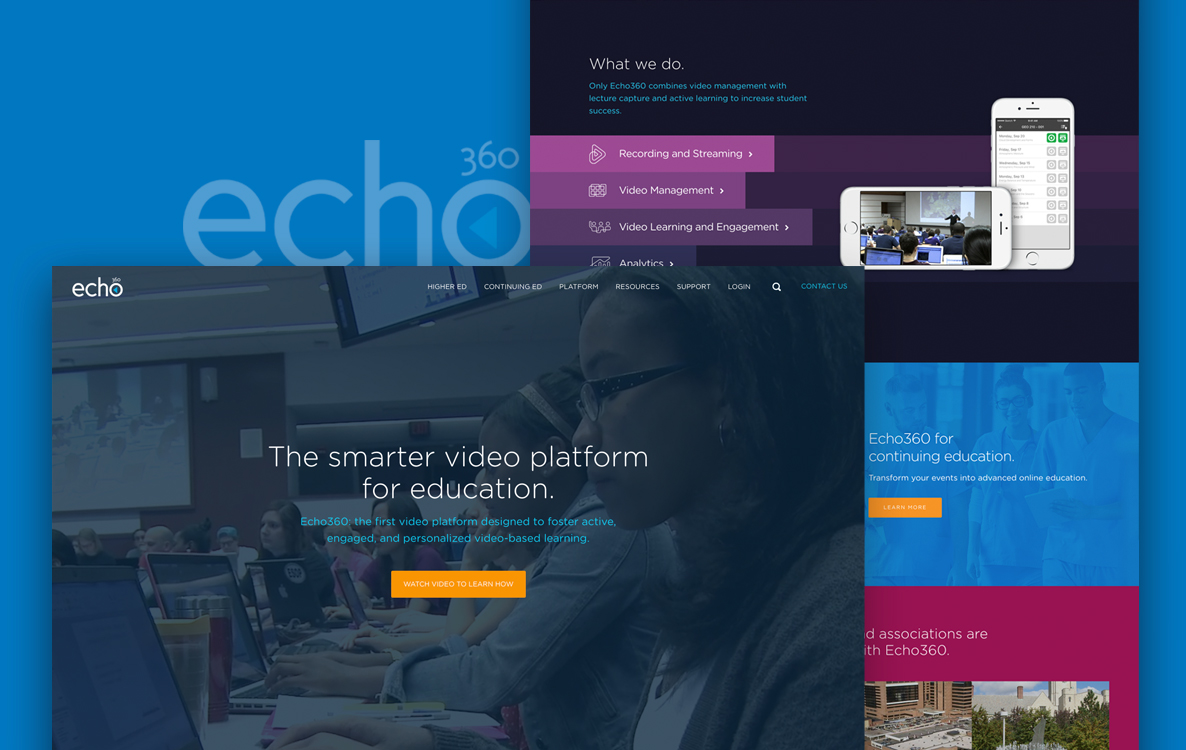 What we do.
Only Echo360 combines video management with
lecture capture and active learning to increase student
success.
Recording and Streaming
Video Management
Video Learning and Engagement
Analytics
360
echo
echo 360
HIGHER ED CONTINUING ED PLATFORM RESOURCES SUPPORT LOGIN CONTACT US
The smarter video platform
for education.
Echo360: the first video platform designed to foster active,
engaged, and personalized video-based learning.
WATCH VIDEO TO LEARN HOW
Echo360 for
continuing education.
Transform your events into advanced online education.
LEARN MORE
associations are
with Echo360.